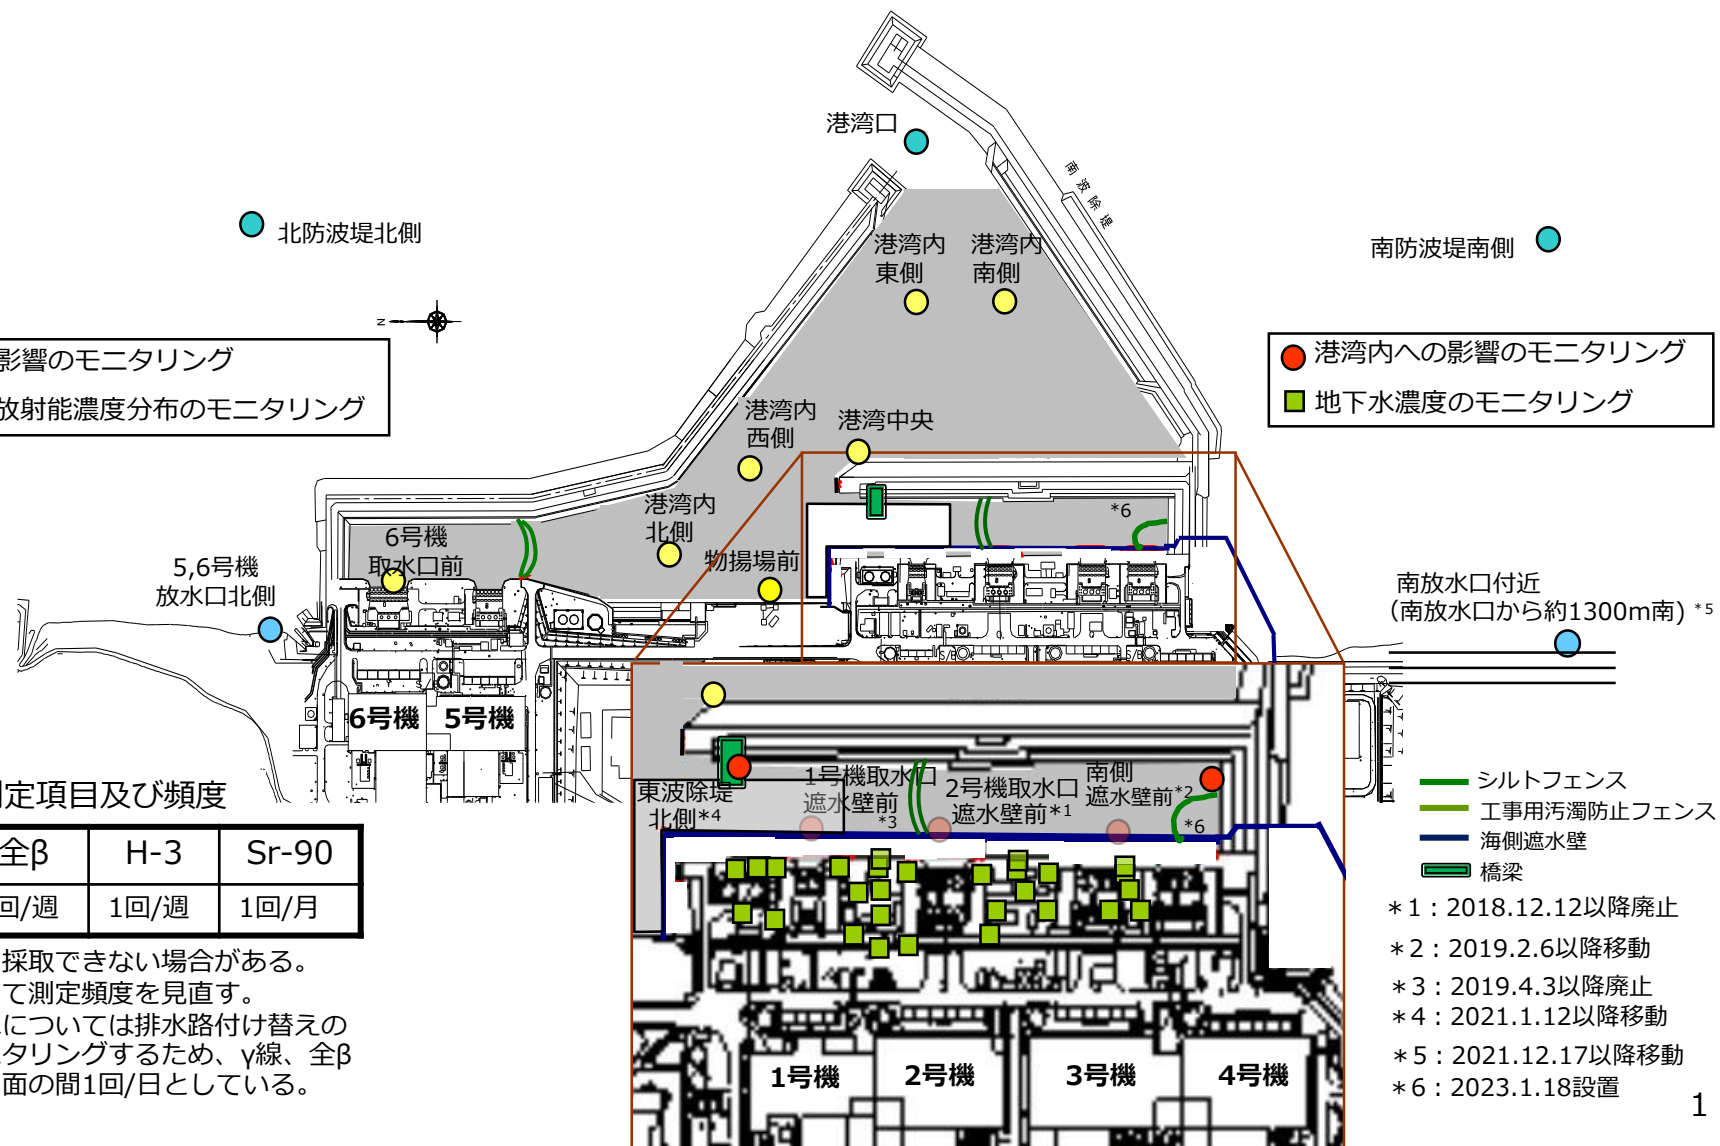 港湾口
南波除堤
北防波堤北側
南防波堤南側
港湾内
東側
港湾内
南側
N
影響のモニタリング
放射能濃度分布のモニタリング
港湾内への影響のモニタリング
地下水濃度のモニタリング
港湾内
西側
港湾中央
港湾内
北側
物揚場前
＊6
6号機
取水口前
5,6号機
放水口北側
南放水口付近
（南放水口から約1300m南）＊5
S/B
S/B
6号機
5号機
東波除堤
北側＊4
1号機取水口
遮水壁前
＊3
2号機取水口
遮水壁前＊1
南側
遮水壁前＊2
＊6
1号機
2号機
3号機
4号機
シルトフェンス
工事用汚濁防止フェンス
海側遮水壁
橋梁
＊1：2018.12.12以降廃止
＊2：2019.2.6以降移動
＊3：2019.4.3以降廃止
＊4：2021.1.12以降移動
＊5：2021.12.17以降移動
＊6：2023.1.18設置
定項目及び頻度
全β H-3 Sr-90
回/週 1回/週 1回/月
採取できない場合がある。
て測定頻度を見直す。
については排水路付け替えの
タリングするため、γ線、全β
面の間1回/日としている。
1